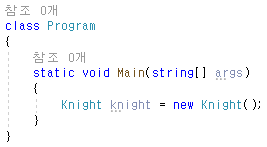 참조 0개
class Program
{
참조 0개
static void Main(string[] args)
{
Knight knight = new Knight();
}
}